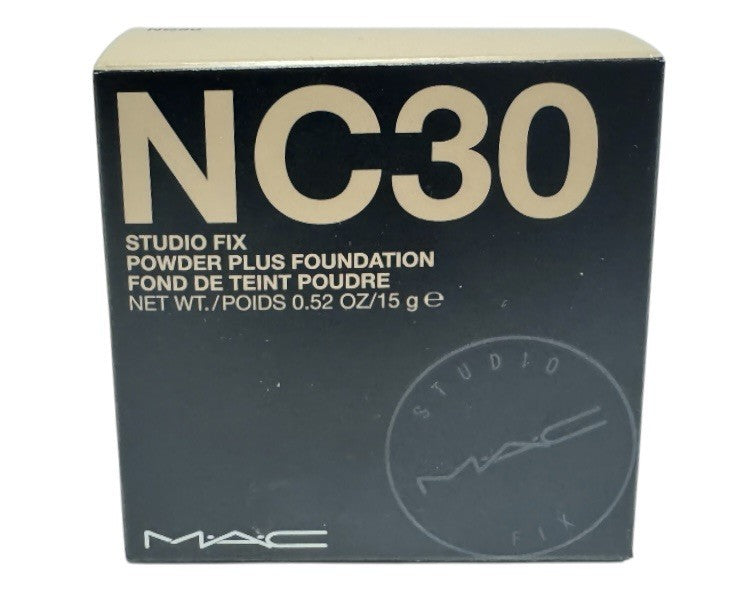 NC30
NC30
STUDIO FIX
POWDER PLUS FOUNDATION
FOND DE TEINT POUDRE
NET WT./POIDS 0.52 OZ/15 g ℮
STUDIO
M·A·C
FIX
M·A·C